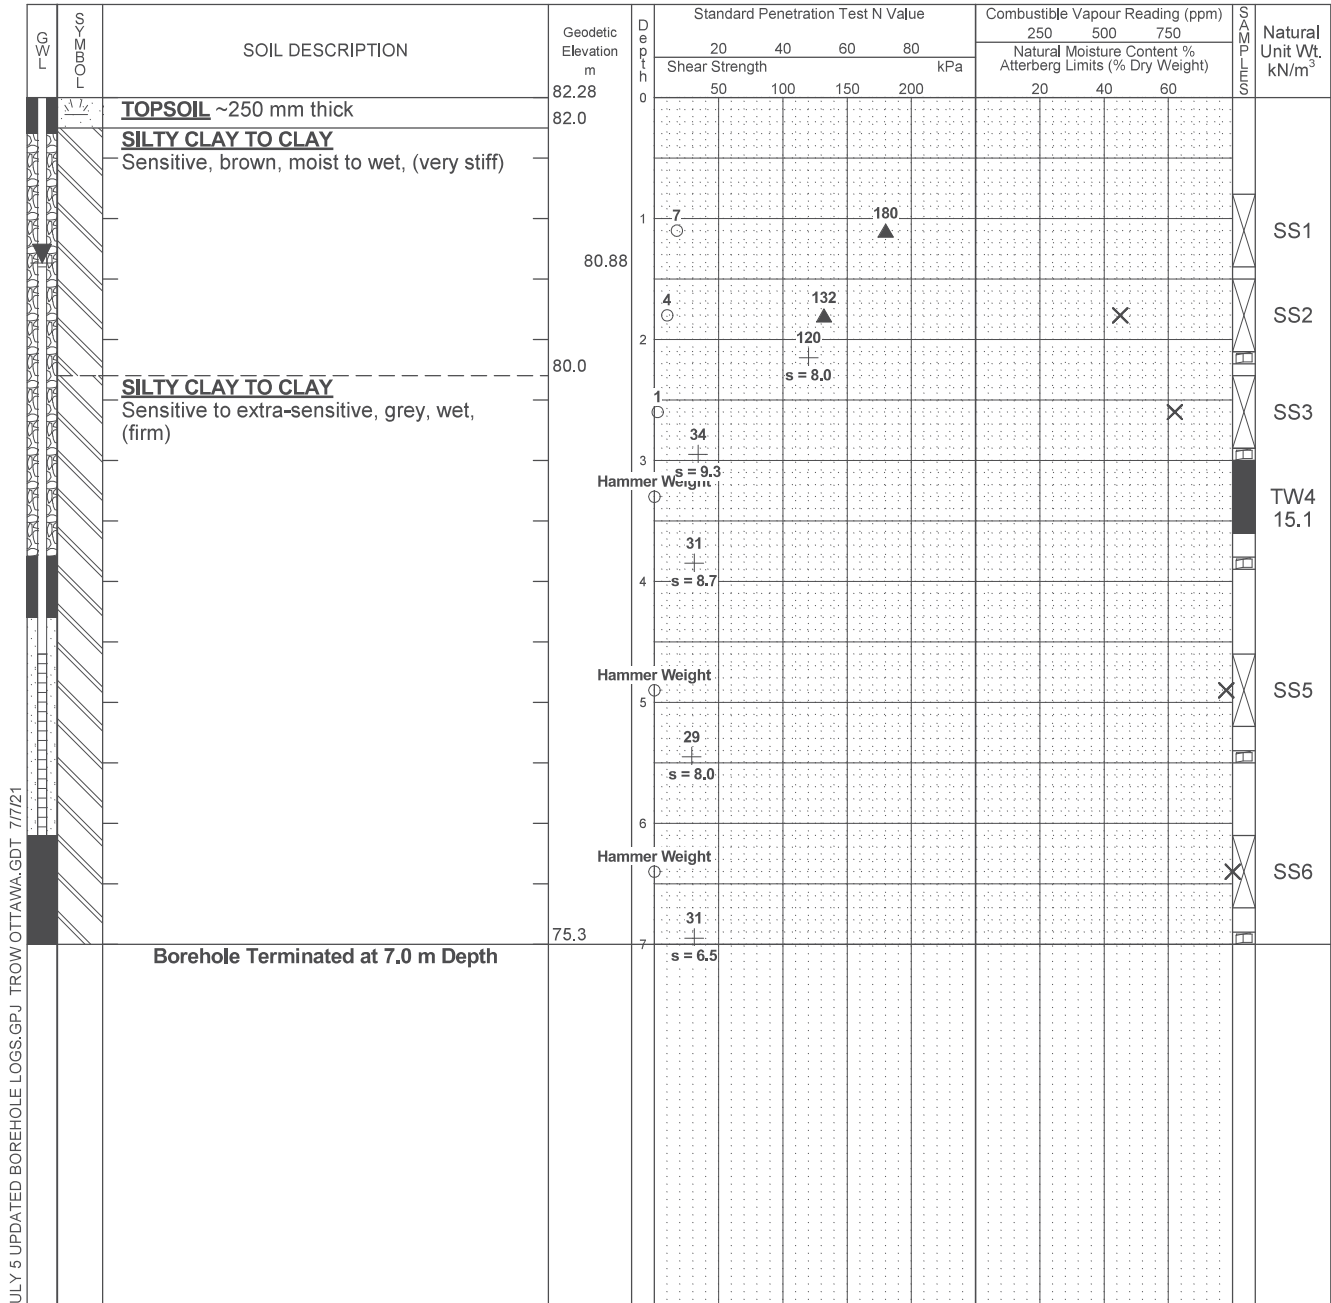 GWL
SYMBOL
SOIL DESCRIPTION
Geodetic
Elevation
m
Depth
Standard Penetration Test N Value
20 40 60 80
Shear Strength kPa
50 100 150 200
Combustible Vapour Reading (ppm)
250 500 750
Natural Moisture Content %
Atterberg Limits (% Dry Weight)
20 40 60
SAMPLES
Natural
Unit Wt.
kN/m³
82.28
0
TOPSOIL ~250 mm thick
82.0
SILTY CLAY TO CLAY
Sensitive, brown, moist to wet, (very stiff)
1
7
180
SS1
80.88
4
132
SS2
2
120
s = 8.0
80.0
SILTY CLAY TO CLAY
Sensitive to extra-sensitive, grey, wet,
(firm)
1
SS3
34
3
s = 9.3
Hammer Weight
TW4
15.1
31
4
s = 8.7
Hammer Weight
SS5
5
29
s = 8.0
6
Hammer Weight
SS6
31
75.3
7
s = 6.5
Borehole Terminated at 7.0 m Depth
ULY 5 UPDATED BOREHOLE LOGS.GPJ TROW OTTAWA.GDT 7/7/21